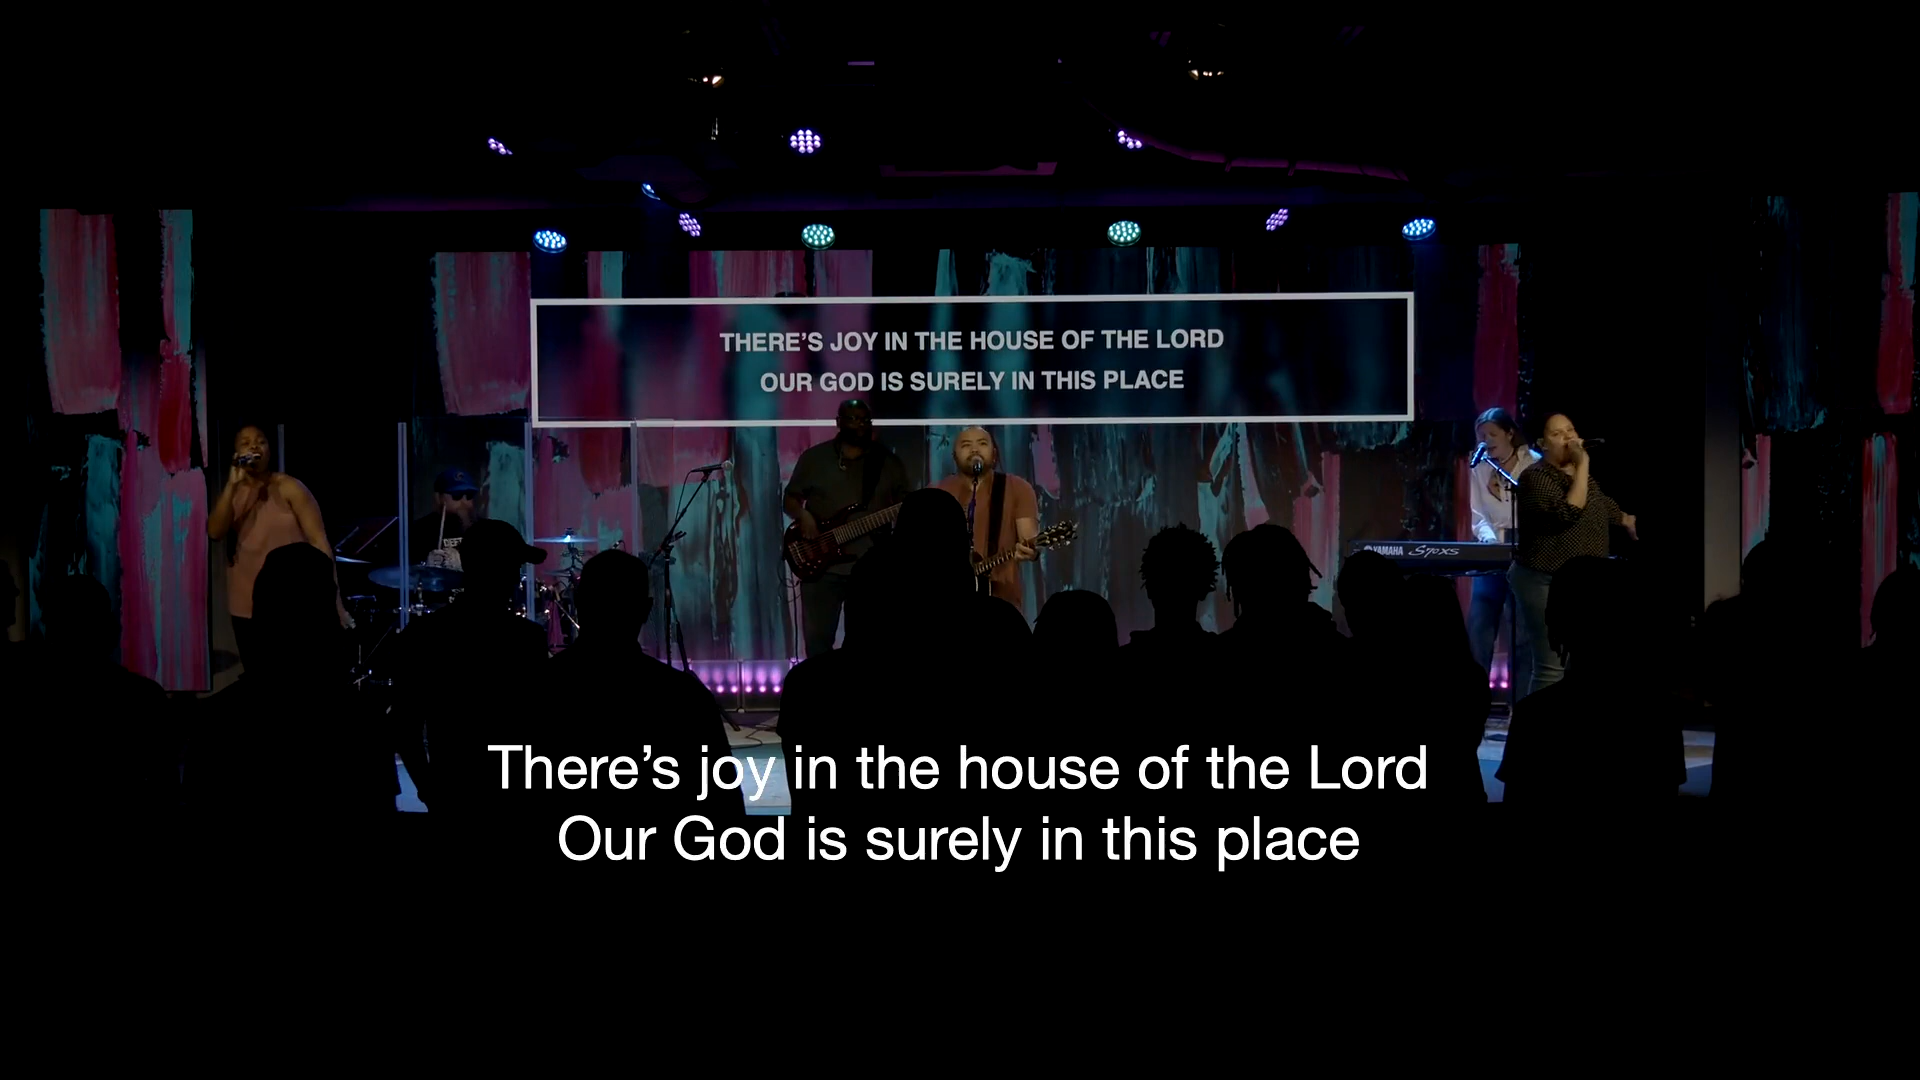 THERE'S JOY IN THE HOUSE OF THE LORD
OUR GOD IS SURELY IN THIS PLACE
YAMAHA S70XS
There's joy in the house of the Lord
Our God is surely in this place